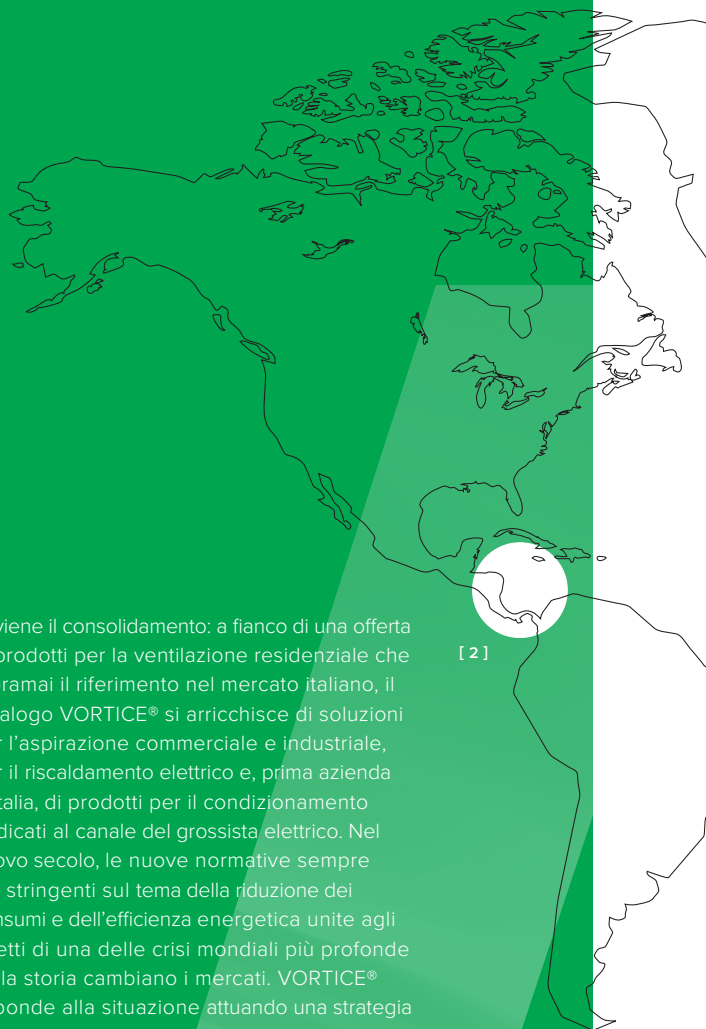 viene il consolidamento: a fianco di una offerta
prodotti per la ventilazione residenziale che
oramai il riferimento nel mercato italiano, il
alogo VORTICE® si arricchisce di soluzioni
r l'aspirazione commerciale e industriale,
r il riscaldamento elettrico e, prima azienda
talia, di prodotti per il condizionamento
dicati al canale del grossista elettrico. Nel
ovo secolo, le nuove normative sempre
stringenti sul tema della riduzione dei
nsumi e dell'efficienza energetica unite agli
etti di una delle crisi mondiali più profonde
la storia cambiano i mercati. VORTICE®
ponde alla situazione attuando una strategia
[ 2 ]